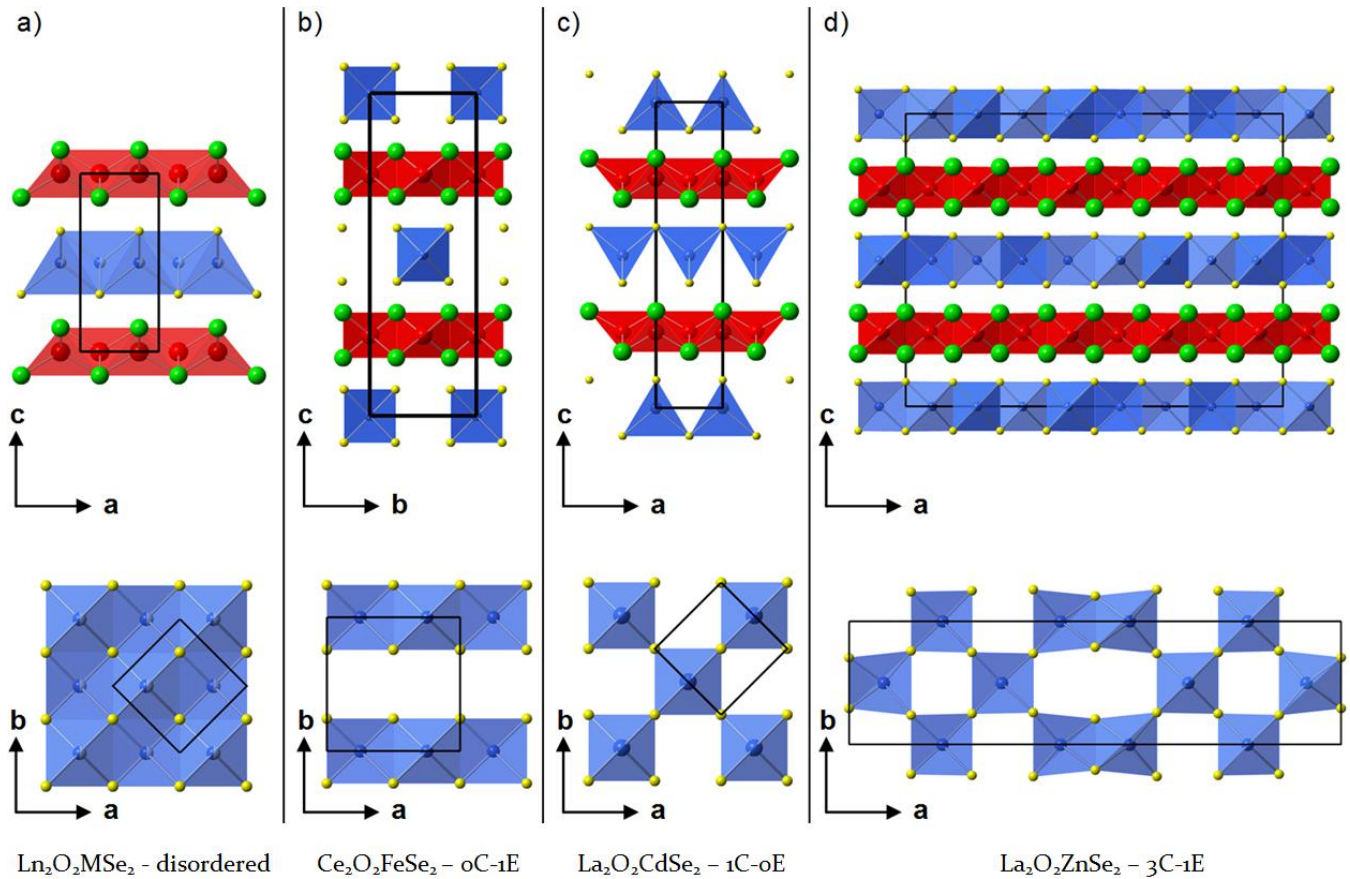 a)
b)
c)
d)
c
a
c
b
c
a
c
a
b
a
b
a
b
a
b
a
Ln₂O₂MSe₂ - disordered
Ce₂O₂FeSe₂ – 0C-1E
La₂O₂CdSe₂ – 1C-0E
La₂O₂ZnSe₂ – 3C-1E